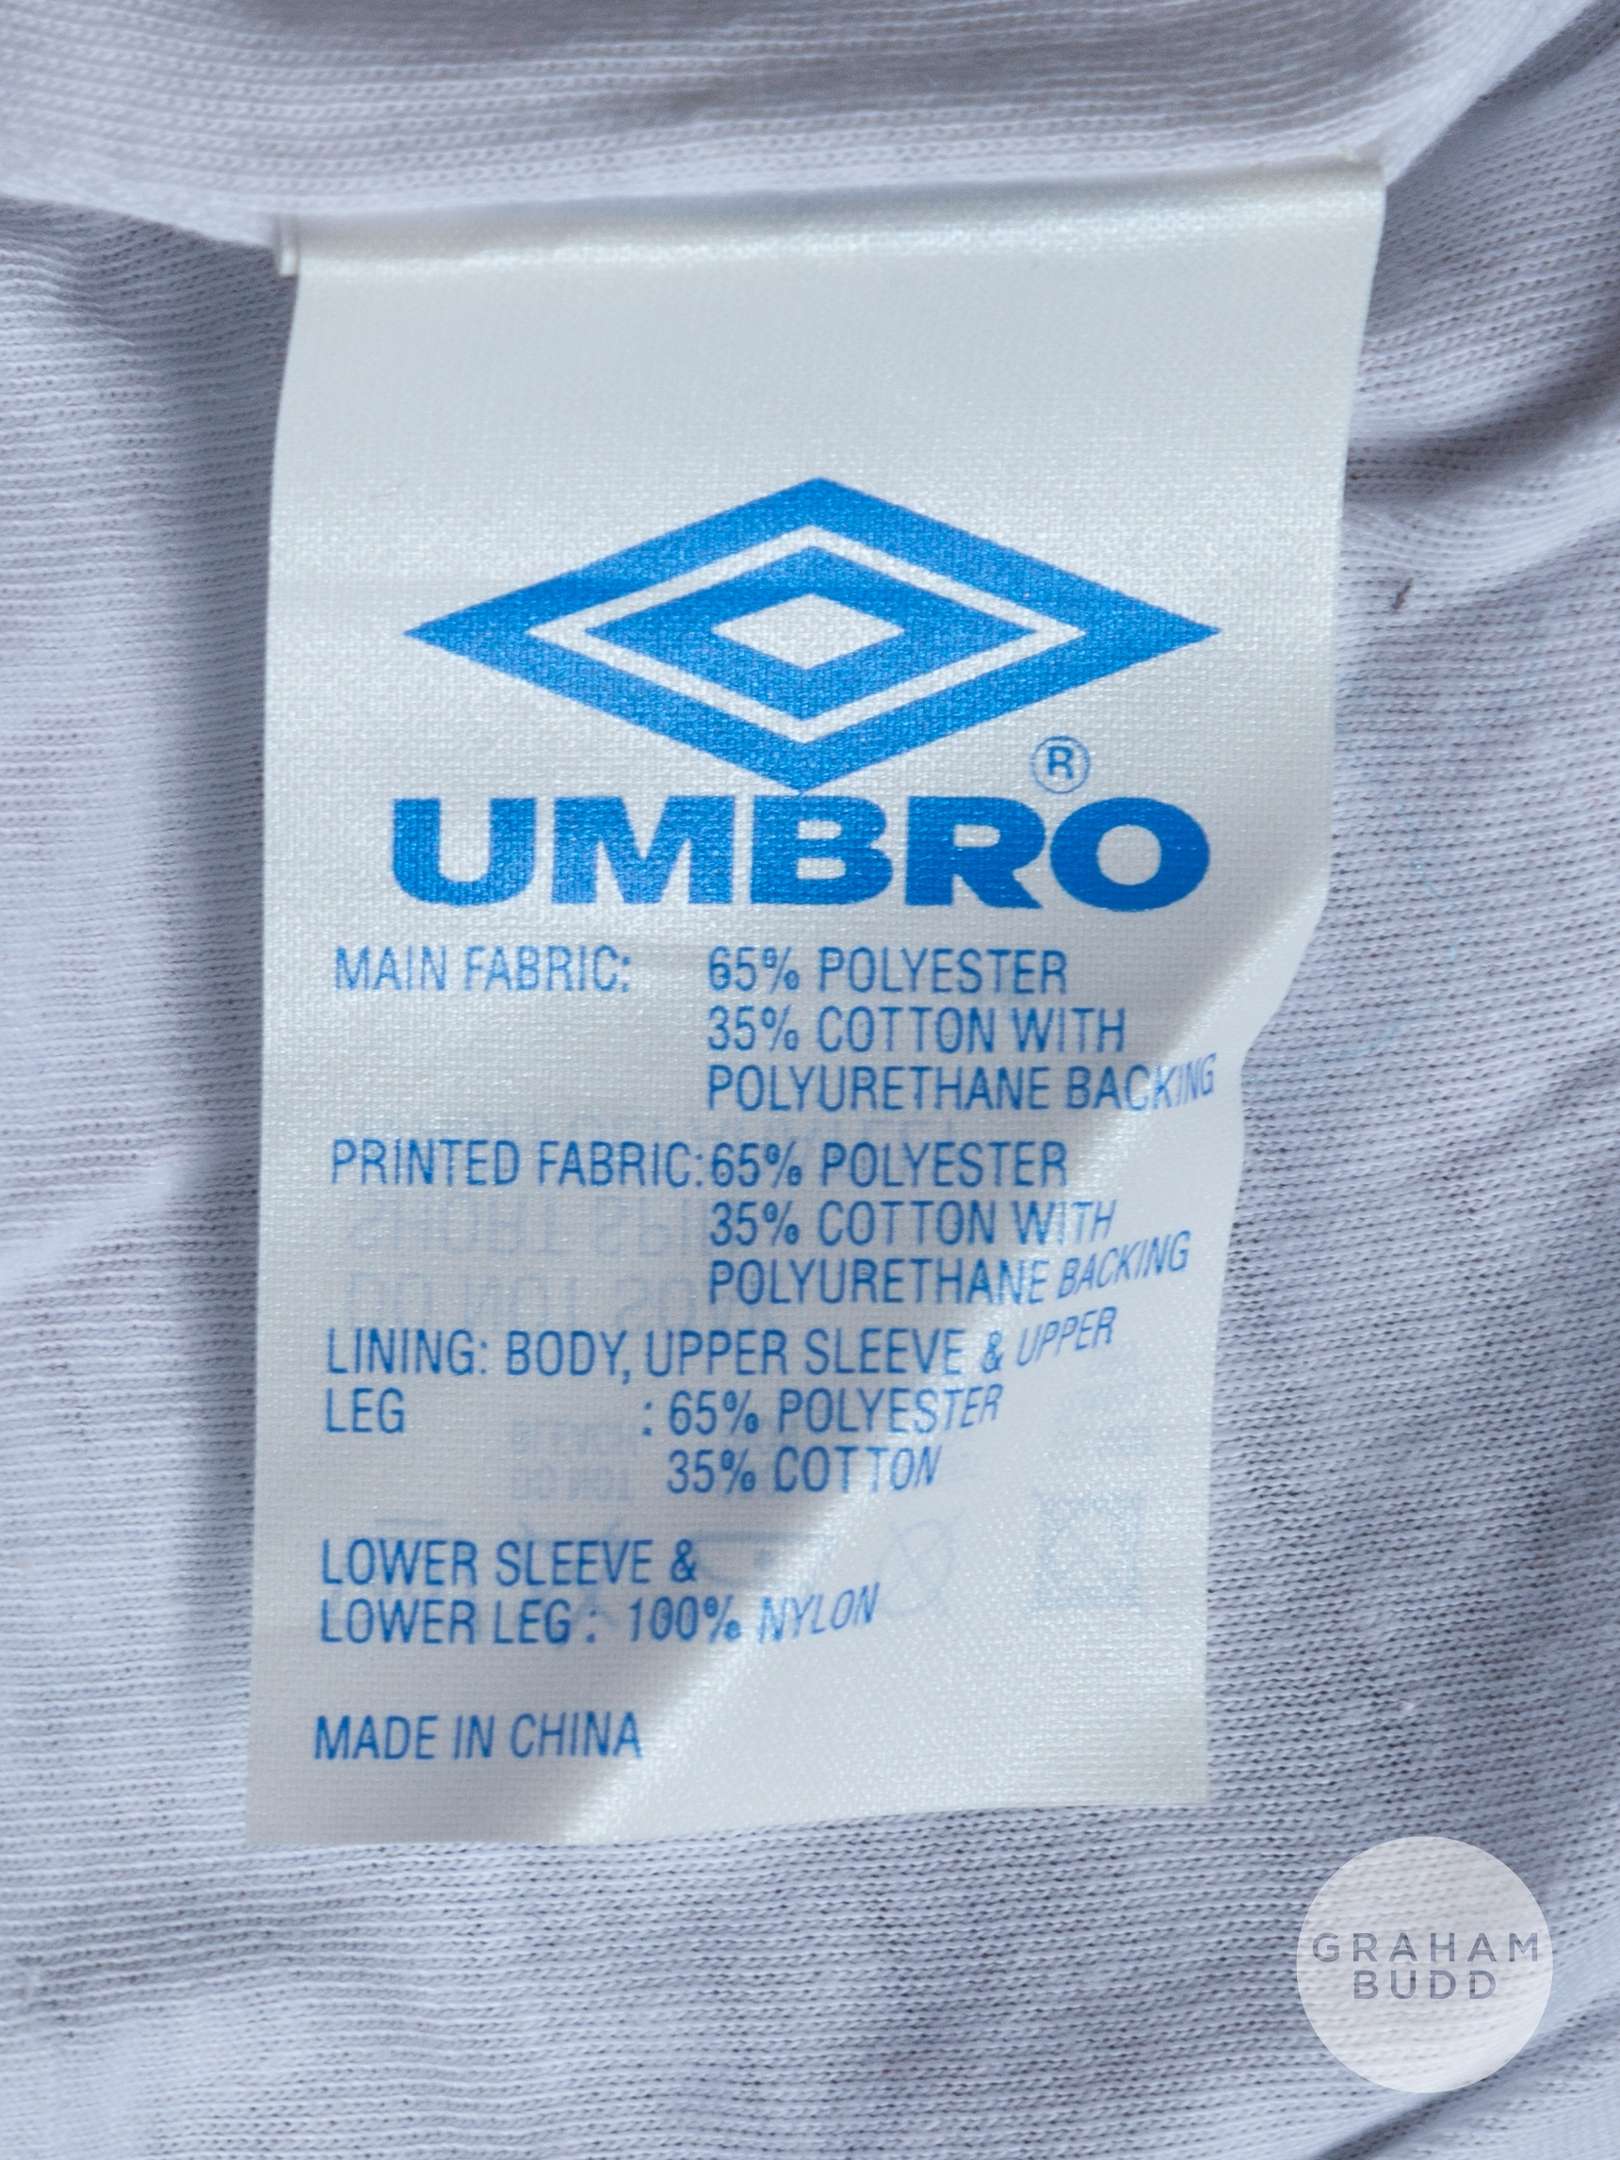 ®
UMBRO
MAIN FABRIC: 65% POLYESTER
35% COTTON WITH
POLYURETHANE BACKING
PRINTED FABRIC: 65% POLYESTER
35% COTTON WITH
POLYURETHANE BACKING
LINING: BODY, UPPER SLEEVE & UPPER
LEG : 65% POLYESTER
35% COTTON
LOWER SLEEVE &
LOWER LEG : 100% NYLON
MADE IN CHINA
GRAHAM
BUDD